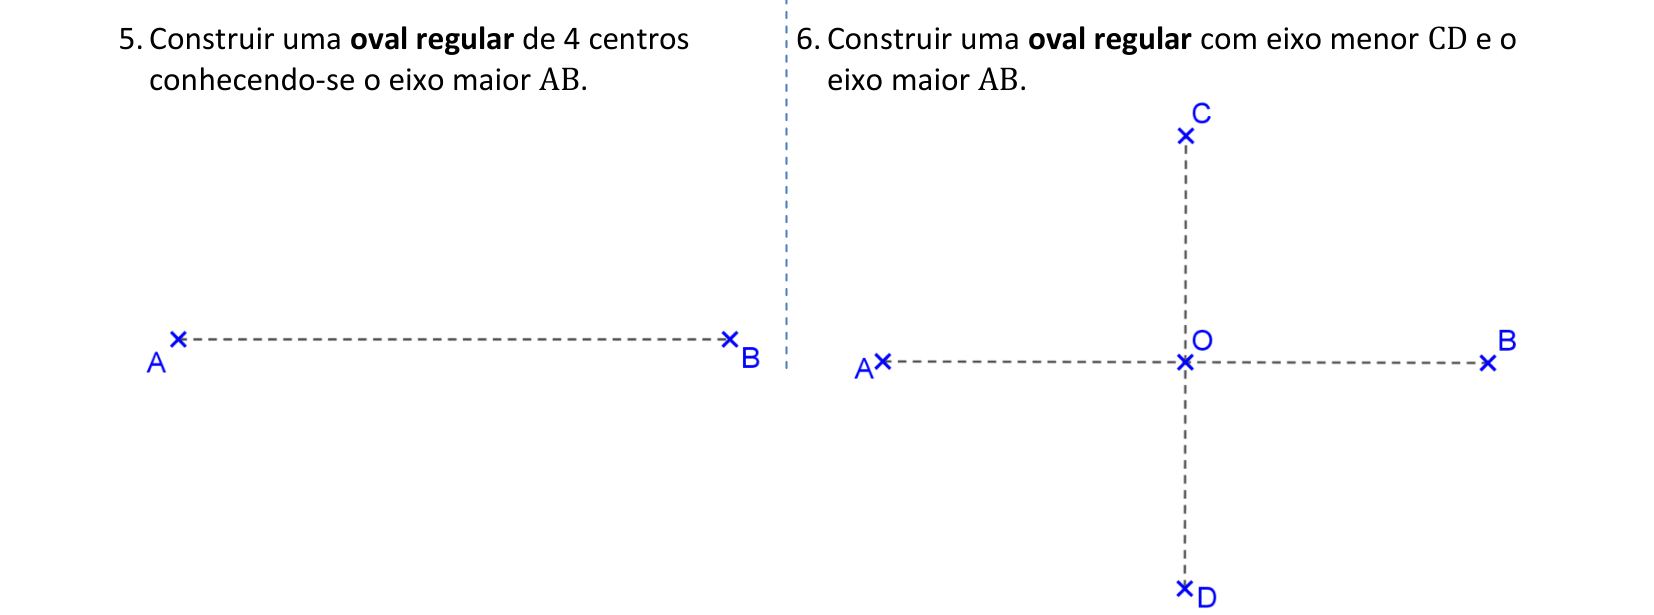 5. Construir uma oval regular de 4 centros
conhecendo-se o eixo maior AB.
A
B
6. Construir uma oval regular com eixo menor CD e o
eixo maior AB.
C
O
B
A
D